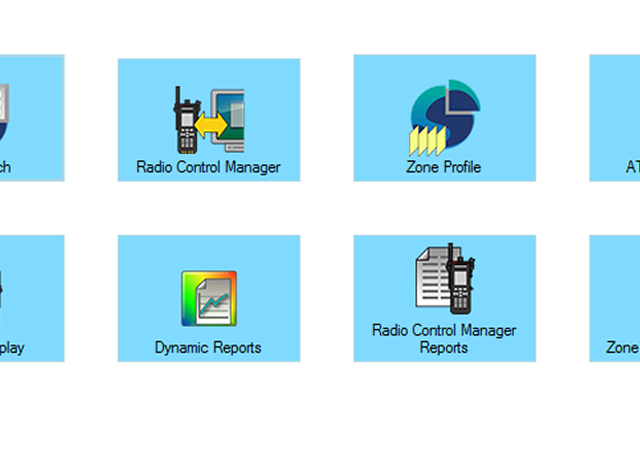 ch
Radio Control Manager
Zone Profile
AT
play
Dynamic Reports
Radio Control Manager
Reports
Zone